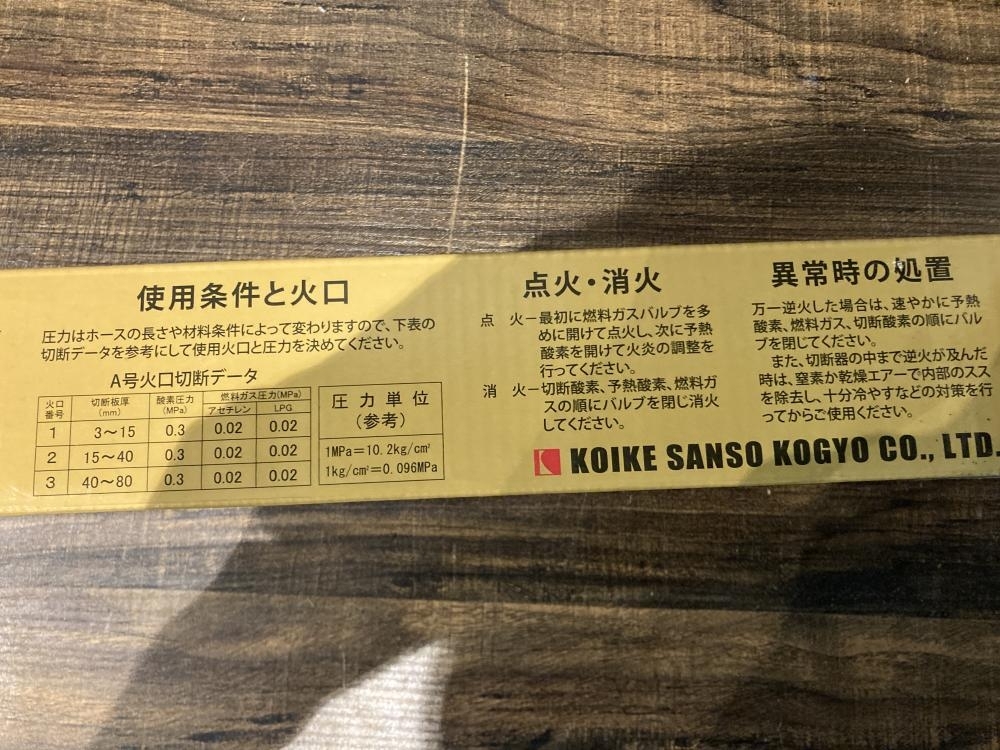 使用条件と火口
圧力はホースの長さや材料条件によって変わりますので、下表の
切断データを参考にして使用火口と圧力を決めてください。
A号火口切断データ
火口番号 切断板厚(mm) 酸素圧力(MPa) 燃料ガス圧力(MPa)
アセチレン LPG
1 3〜15 0.3 0.02 0.02
2 15〜40 0.3 0.02 0.02
3 40〜80 0.3 0.02 0.02
圧力単位
(参考)
1MPa=10.2kg/cm²
1kg/cm²=0.096MPa
点火・消火
点 火－最初に燃料ガスバルブを多
めに開けて点火し、次に予熱
酸素を開けて火炎の調整を
行ってください。
消 火－切断酸素、予熱酸素、燃料ガ
スの順にバルブを閉じ消火
してください。
異常時の処置
万一逆火した場合は、速やかに予熱
酸素、燃料ガス、切断酸素の順にバル
ブを閉じてください。
また、切断器の中まで逆火が及んだ
時は、窒素か乾燥エアーで内部のスス
を除去し、十分冷やすなどの対策を行
ってからご使用ください。
KOIKE SANSO KOGYO CO., LTD.